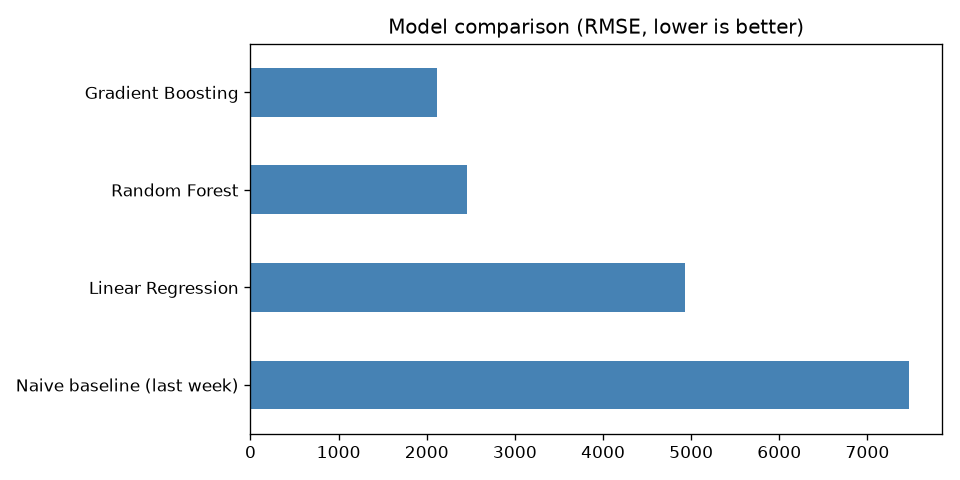 Model comparison (RMSE, lower is better)
Gradient Boosting
Random Forest
Linear Regression
Naive baseline (last week)
0 1000 2000 3000 4000 5000 6000 7000